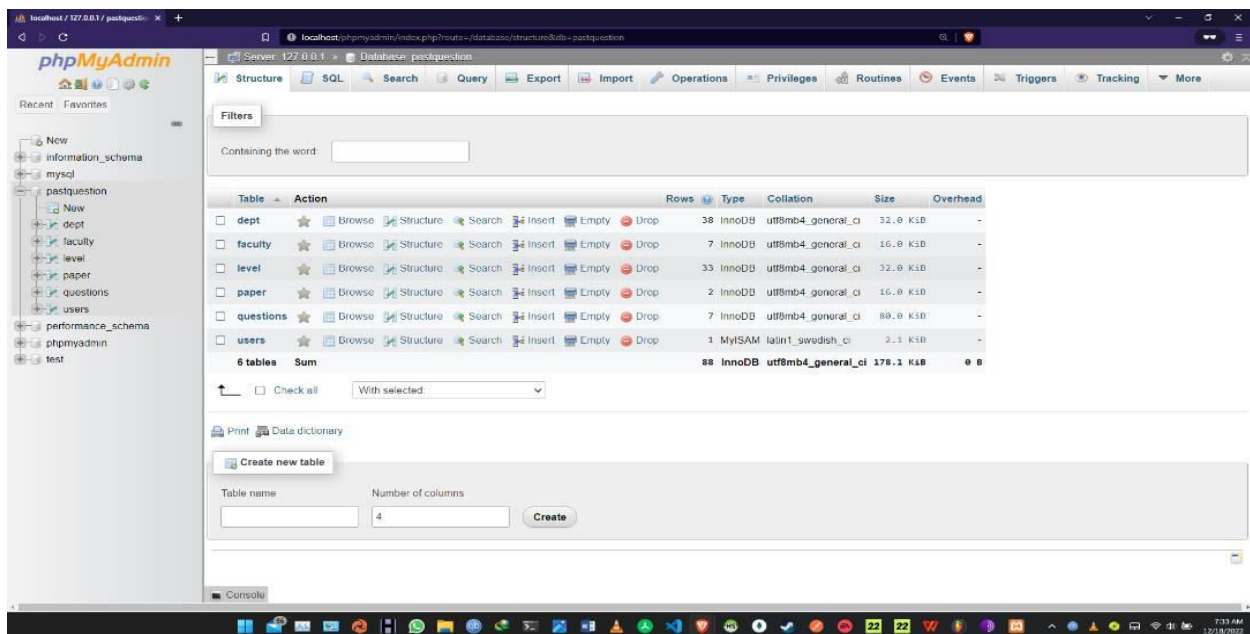 localhost / 127.0.0.1 / pastquestio
localhost/phpmyadmin/index.php?route=/database/structure&db=pastquestion
phpMyAdmin
Recent Favorites
New
information_schema
mysql
pastquestion
New
dept
faculty
level
paper
questions
users
performance_schema
phpmyadmin
test
Server: 127.0.0.1 » Database: pastquestion
Structure SQL Search Query Export Import Operations Privileges Routines Events Triggers Tracking More
Filters
Containing the word:
Table Action Rows Type Collation Size Overhead
dept Browse Structure Search Insert Empty Drop 38 InnoDB utf8mb4_general_ci 32.0 KiB -
faculty Browse Structure Search Insert Empty Drop 7 InnoDB utf8mb4_general_ci 16.0 KiB -
level Browse Structure Search Insert Empty Drop 33 InnoDB utf8mb4_general_ci 32.0 KiB -
paper Browse Structure Search Insert Empty Drop 2 InnoDB utf8mb4_general_ci 16.0 KiB -
questions Browse Structure Search Insert Empty Drop 7 InnoDB utf8mb4_general_ci 80.0 KiB -
users Browse Structure Search Insert Empty Drop 1 MyISAM latin1_swedish_ci 2.1 KiB -
6 tables Sum 88 InnoDB utf8mb4_general_ci 178.1 KiB 0 B
Check all With selected:
Print Data dictionary
Create new table
Table name Number of columns
4 Create
Console
22 22
7:33 AM
12/18/2022